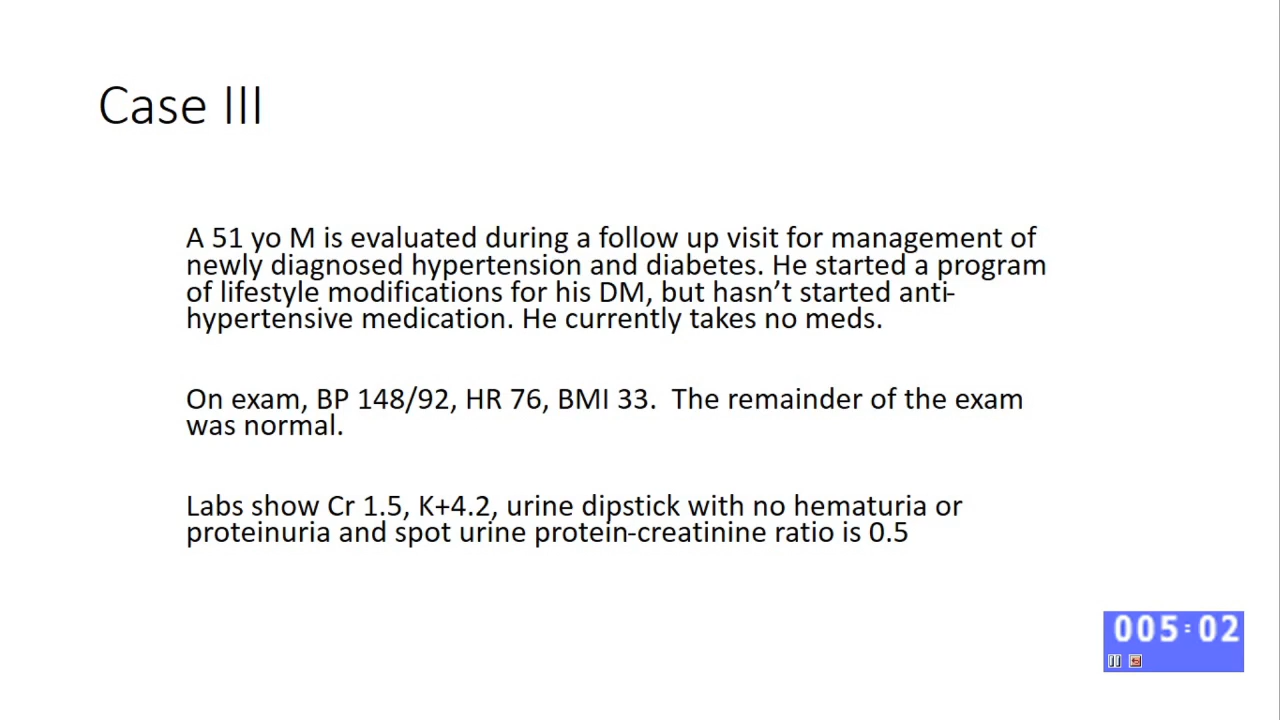 Case III
A 51 yo M is evaluated during a follow up visit for management of
newly diagnosed hypertension and diabetes. He started a program
of lifestyle modifications for his DM, but hasn’t started anti-
hypertensive medication. He currently takes no meds.
On exam, BP 148/92, HR 76, BMI 33.  The remainder of the exam
was normal.
Labs show Cr 1.5, K+4.2, urine dipstick with no hematuria or
proteinuria and spot urine protein-creatinine ratio is 0.5
005:02